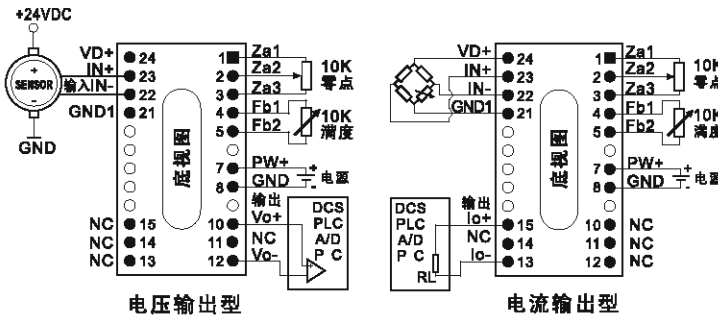 +24VDC
SENSOR
GND
VD+
IN+
输入IN-
GND1
24
23
22
21
NC 15
NC 14
NC 13
底视图
1 Za1
2 Za2
3 Za3
4 Fb1
5 Fb2
10K
零点
10K
满度
7 PW+
8 GND
电源
输出
10 Vo+
11 NC
12 Vo-
DCS
PLC
A/D
P C
电压输出型
VD+
IN+
IN-
GND1
24
23
22
21
输出
Io+ 15
NC 14
Io- 13
DCS
PLC
A/D
P C
RL
底视图
1 Za1
2 Za2
3 Za3
4 Fb1
5 Fb2
10K
零点
10K
满度
7 PW+
8 GND
电源
10 NC
11 NC
12 NC
电流输出型